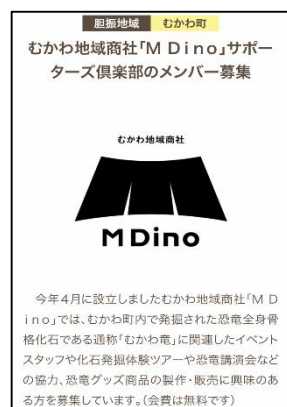 胆振地域 むかわ町
むかわ地域商社「M Dino」サポー
ターズ倶楽部のメンバー募集
むかわ地域商社
M Dino
今年4月に設立しましたむかわ地域商社「M D
ino」では、むかわ町内で発掘された恐竜全身骨
格化石である通称「むかわ竜」に関連したイベント
スタッフや化石発掘体験ツアーや恐竜講演会など
の協力、恐竜グッズ商品の製作・販売に興味のあ
る方を募集しています。(会費は無料です)